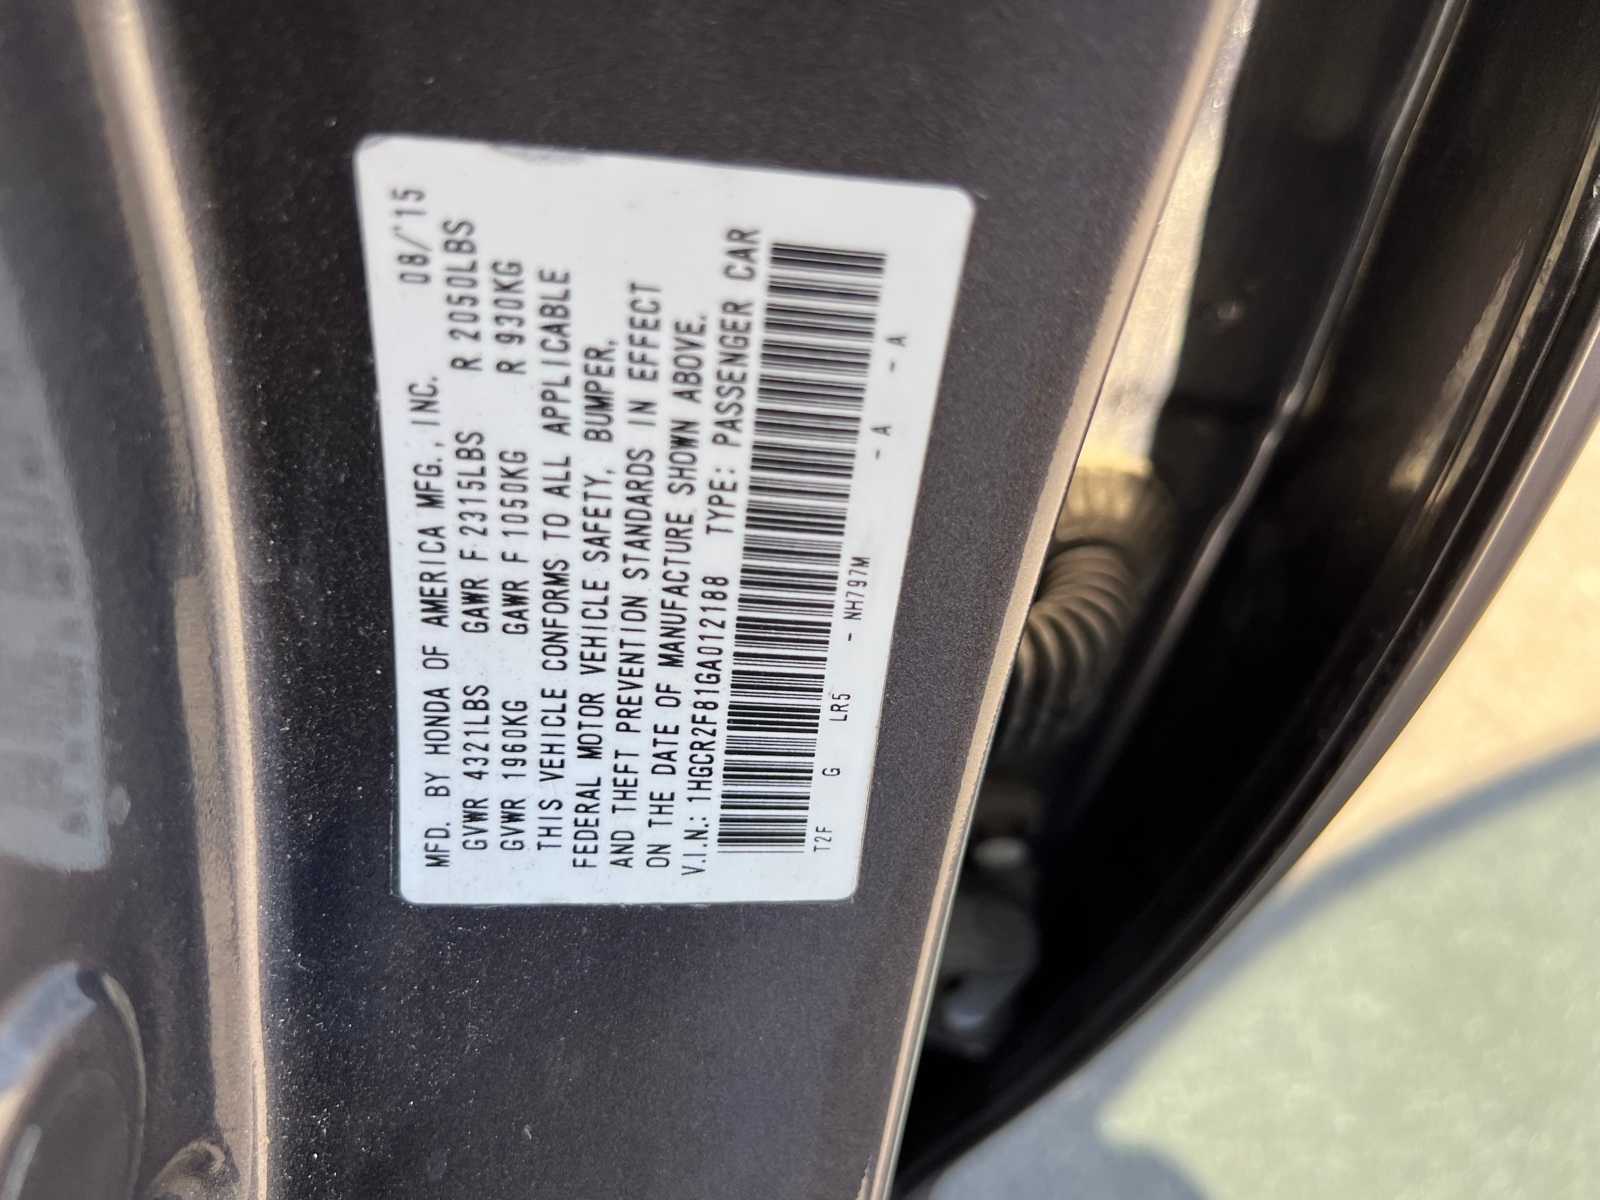 MFD. BY HONDA OF AMERICA MFG., INC. 08/'15
GVWR 4321LBS GAWR F 2315LBS R 2050LBS
GVWR 1960KG GAWR F 1050KG R 930KG
THIS VEHICLE CONFORMS TO ALL APPLICABLE
FEDERAL MOTOR VEHICLE SAFETY, BUMPER,
AND THEFT PREVENTION STANDARDS IN EFFECT
ON THE DATE OF MANUFACTURE SHOWN ABOVE.
V.I.N.: 1HGCR2F81GA012188 TYPE: PASSENGER CAR
T2F G LR5 - NH797M - A - A